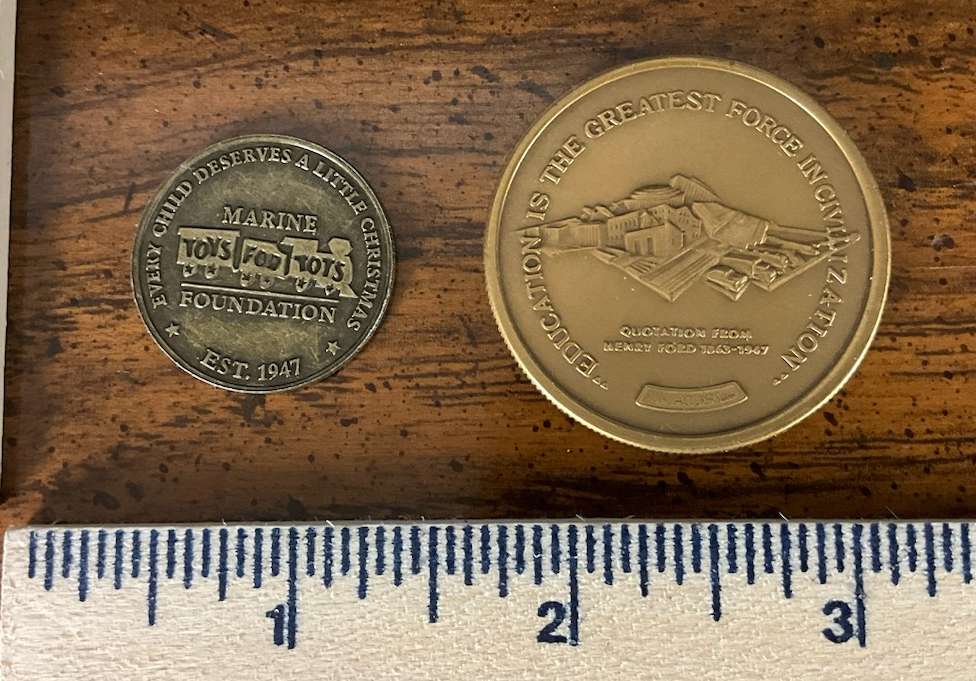 EVERY CHILD DESERVES A LITTLE CHRISTMAS
MARINE
TOYS FOR TOTS
FOUNDATION
EST. 1947
"EDUCATION IS THE GREATEST FORCE IN CIVILIZATION"
QUOTATION FROM
HENRY FORD 1863-1947
1 2 3